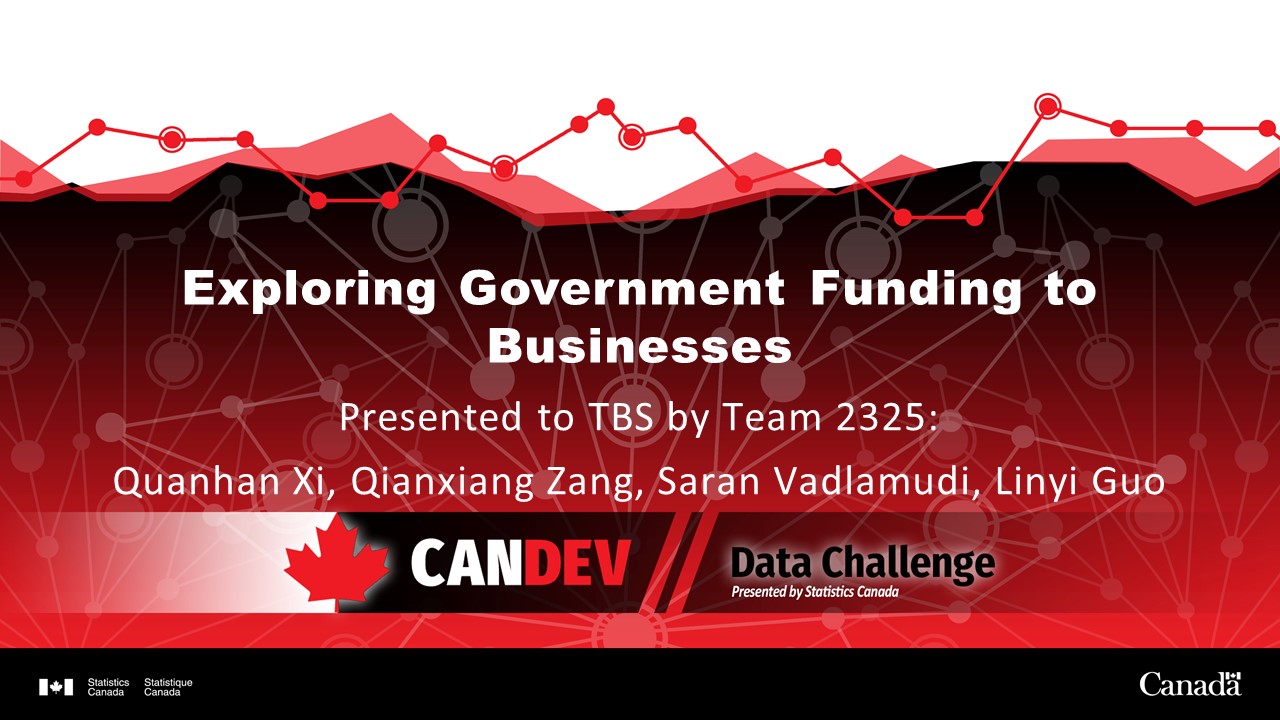 Exploring Government Funding to
Businesses
Presented to TBS by Team 2325:
Quanhan Xi, Qianxiang Zang, Saran Vadlamudi, Linyi Guo
CANDEV
Data Challenge
Presented by Statistics Canada
Statistics Statistique
Canada Canada
Canada